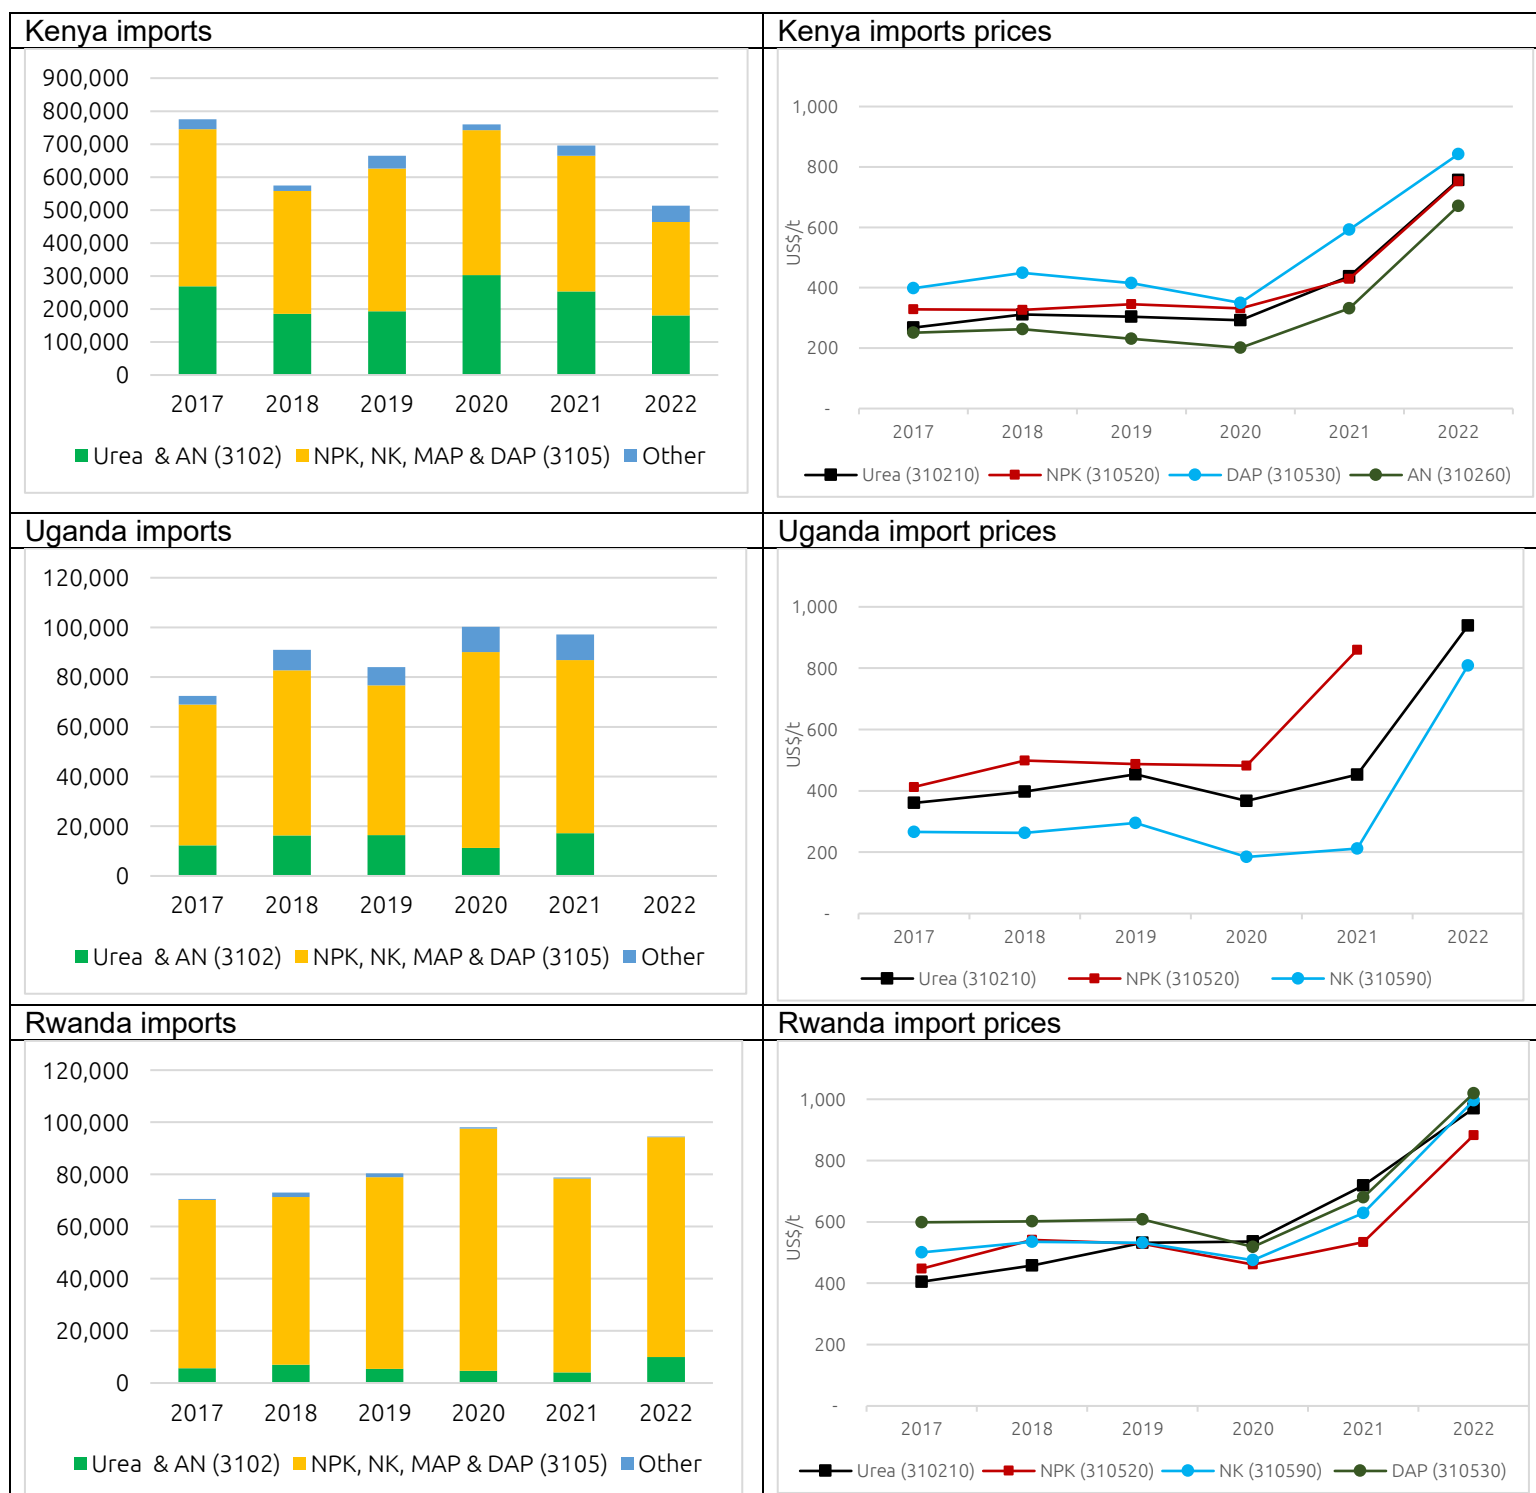 Kenya imports
900,000
800,000
700,000
600,000
500,000
400,000
300,000
200,000
100,000
0
2017 2018 2019 2020 2021 2022
Urea & AN (3102) NPK, NK, MAP & DAP (3105) Other
Kenya imports prices
1,000
800
600
400
200
-
US$/t
2017 2018 2019 2020 2021 2022
Urea (310210) NPK (310520) DAP (310530) AN (310260)
Uganda imports
120,000
100,000
80,000
60,000
40,000
20,000
0
2017 2018 2019 2020 2021 2022
Urea & AN (3102) NPK, NK, MAP & DAP (3105) Other
Uganda import prices
1,000
800
600
400
200
-
US$/t
2017 2018 2019 2020 2021 2022
Urea (310210) NPK (310520) NK (310590)
Rwanda imports
120,000
100,000
80,000
60,000
40,000
20,000
0
2017 2018 2019 2020 2021 2022
Urea & AN (3102) NPK, NK, MAP & DAP (3105) Other
Rwanda import prices
1,000
800
600
400
200
-
US$/t
2017 2018 2019 2020 2021 2022
Urea (310210) NPK (310520) NK (310590) DAP (310530)